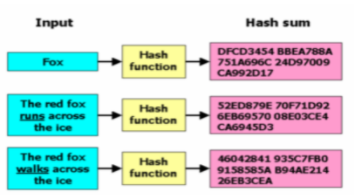 Input
Hash sum
Fox
Hash
function
DFCD3454 BBEA788A
751A696C 24D97009
CA992D17
The red fox
runs across
the ice
Hash
function
52ED879E 70F71D92
6EB69570 08E03CE4
CA6945D3
The red fox
walks across
the ice
Hash
function
46042841 935C7FB0
9158585A B94AE214
26EB3CEA